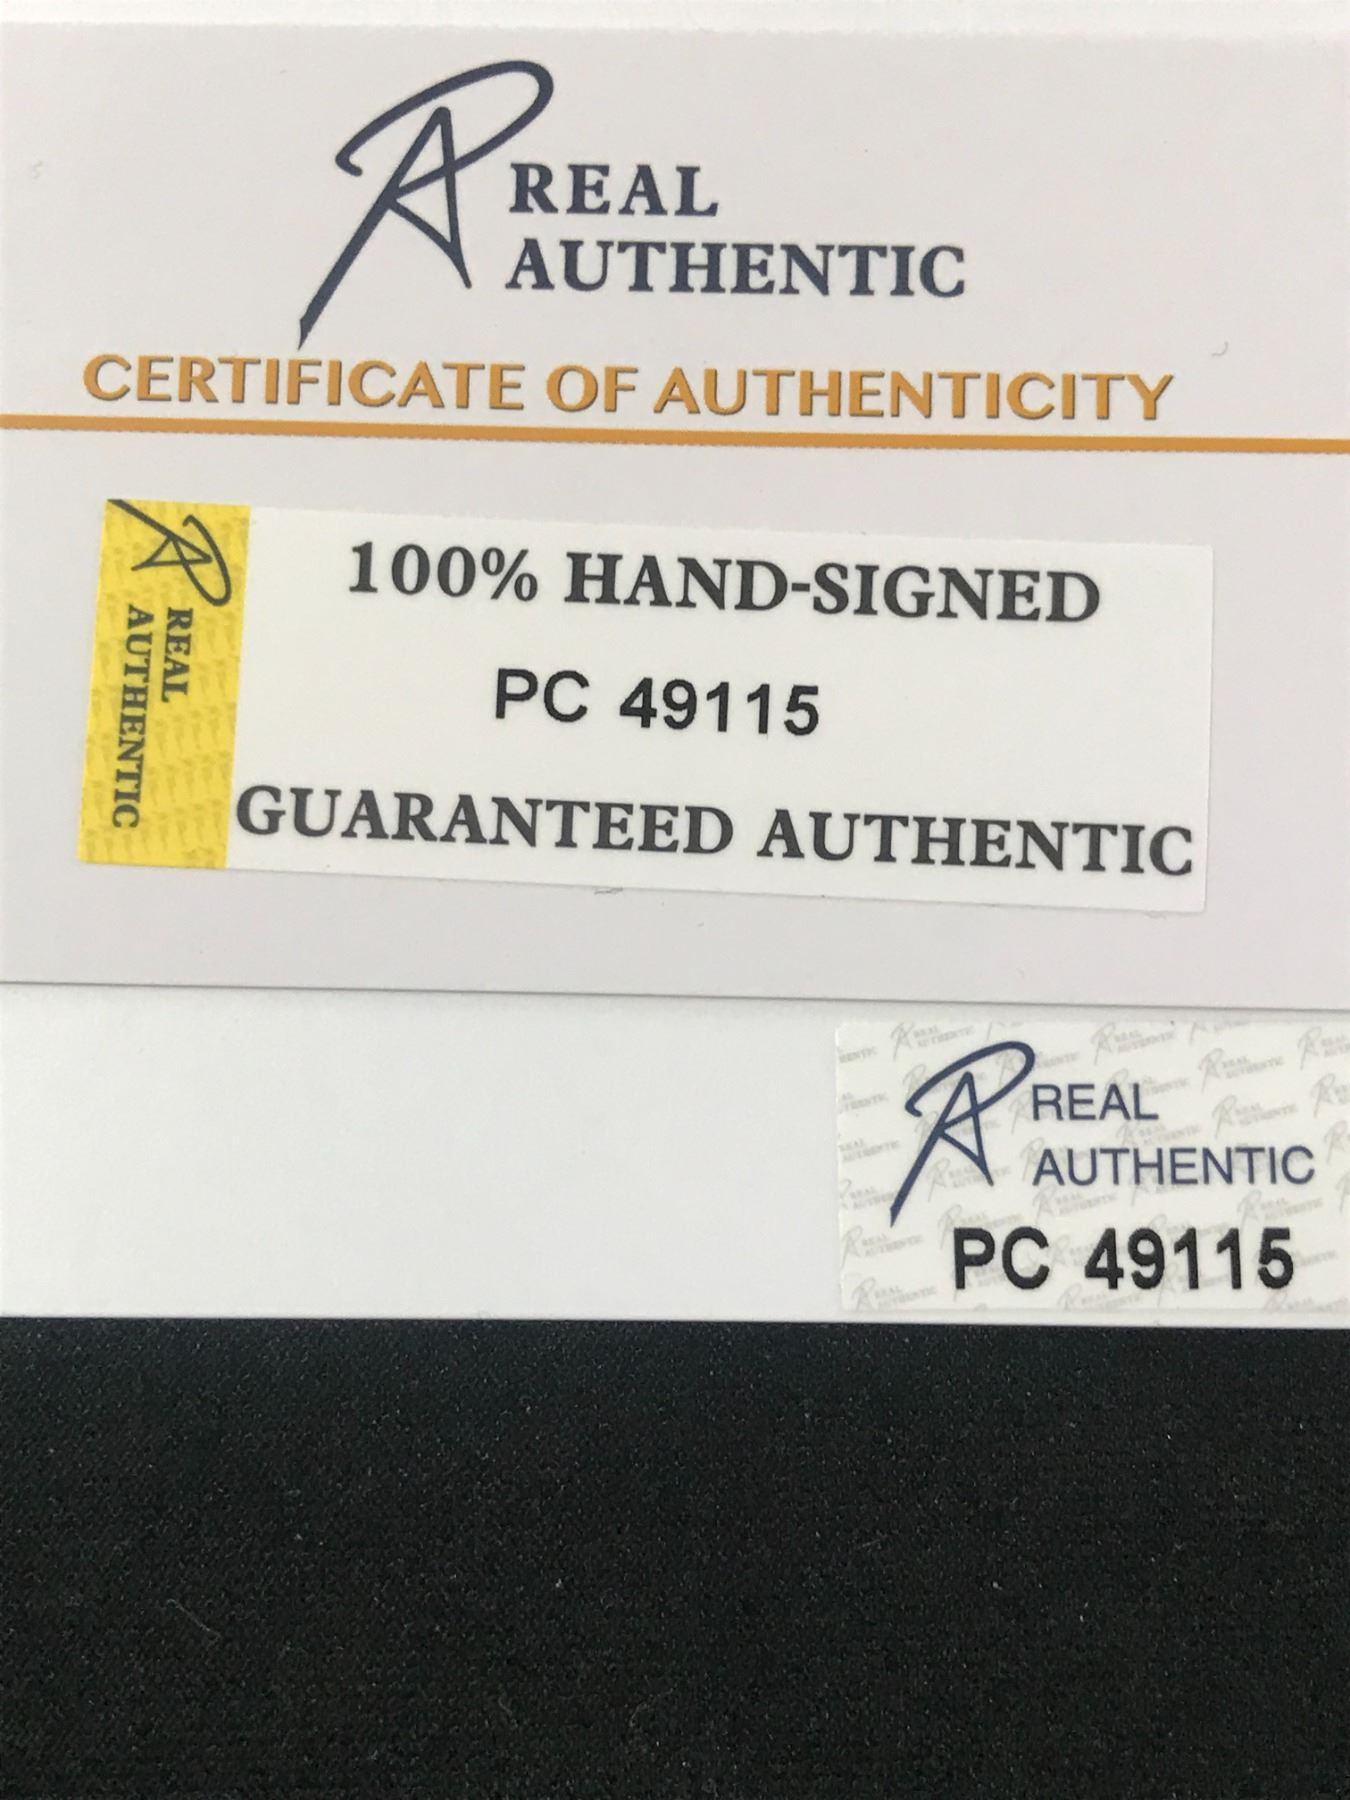 REAL
AUTHENTIC
CERTIFICATE OF AUTHENTICITY
REAL
AUTHENTIC
100% HAND-SIGNED
PC 49115
GUARANTEED AUTHENTIC
REAL
AUTHENTIC
PC 49115